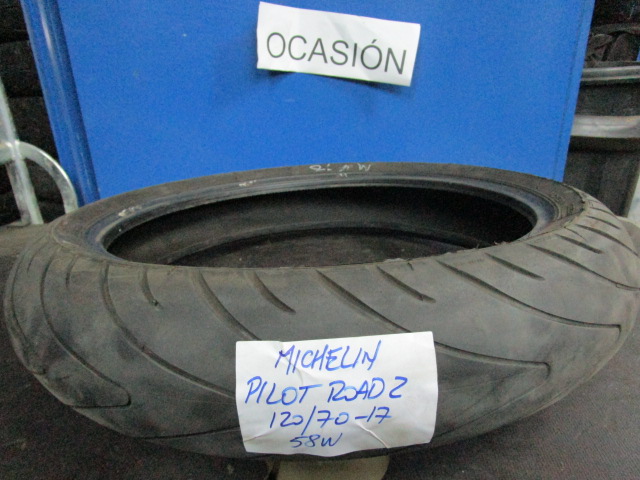 OCASIÓN
MICHELIN
PILOT ROAD 2
120/70-17
58W